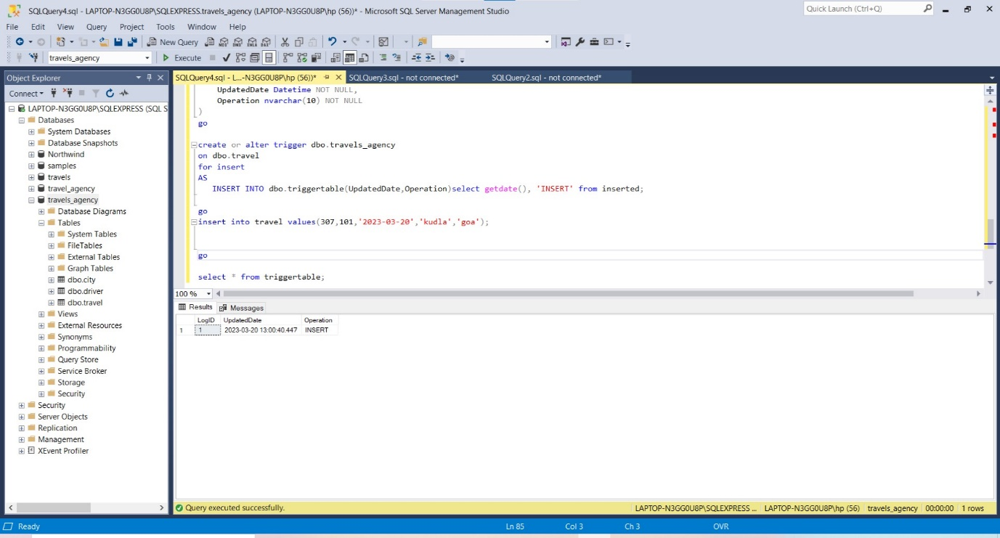 SQLQuery4.sql - LAPTOP-N3GG0U8P\SQLEXPRESS.travels_agency (LAPTOP-N3GG0U8P\hp (56))* - Microsoft SQL Server Management Studio
Quick Launch (Ctrl+Q)
File Edit View Query Project Tools Window Help
New Query
travels_agency
Execute
Object Explorer
Connect
LAPTOP-N3GG0U8P\SQLEXPRESS (SQL S
Databases
System Databases
Database Snapshots
Northwind
samples
travels
travel_agency
travels_agency
Database Diagrams
Tables
System Tables
FileTables
External Tables
Graph Tables
dbo.city
dbo.driver
dbo.travel
Views
External Resources
Synonyms
Programmability
Query Store
Service Broker
Storage
Security
Security
Server Objects
Replication
Management
XEvent Profiler
SQLQuery4.sql - L...-N3GG0U8P\hp (56))* SQLQuery3.sql - not connected* SQLQuery2.sql - not connected*
UpdatedDate Datetime NOT NULL,
Operation nvarchar(10) NOT NULL
)
go
create or alter trigger dbo.travels_agency
on dbo.travel
for insert
AS
INSERT INTO dbo.triggertable(UpdatedDate,Operation)select getdate(), 'INSERT' from inserted;
go
insert into travel values(307,101,'2023-03-20','kudla','goa');
go
select * from triggertable;
100 %
Results Messages
LogID UpdatedDate Operation
1 1 2023-03-20 13:00:40.447 INSERT
Query executed successfully. LAPTOP-N3GG0U8P\SQLEXPRESS ... LAPTOP-N3GG0U8P\hp (56) travels_agency 00:00:00 1 rows
Ready Ln 85 Col 3 Ch 3 OVR